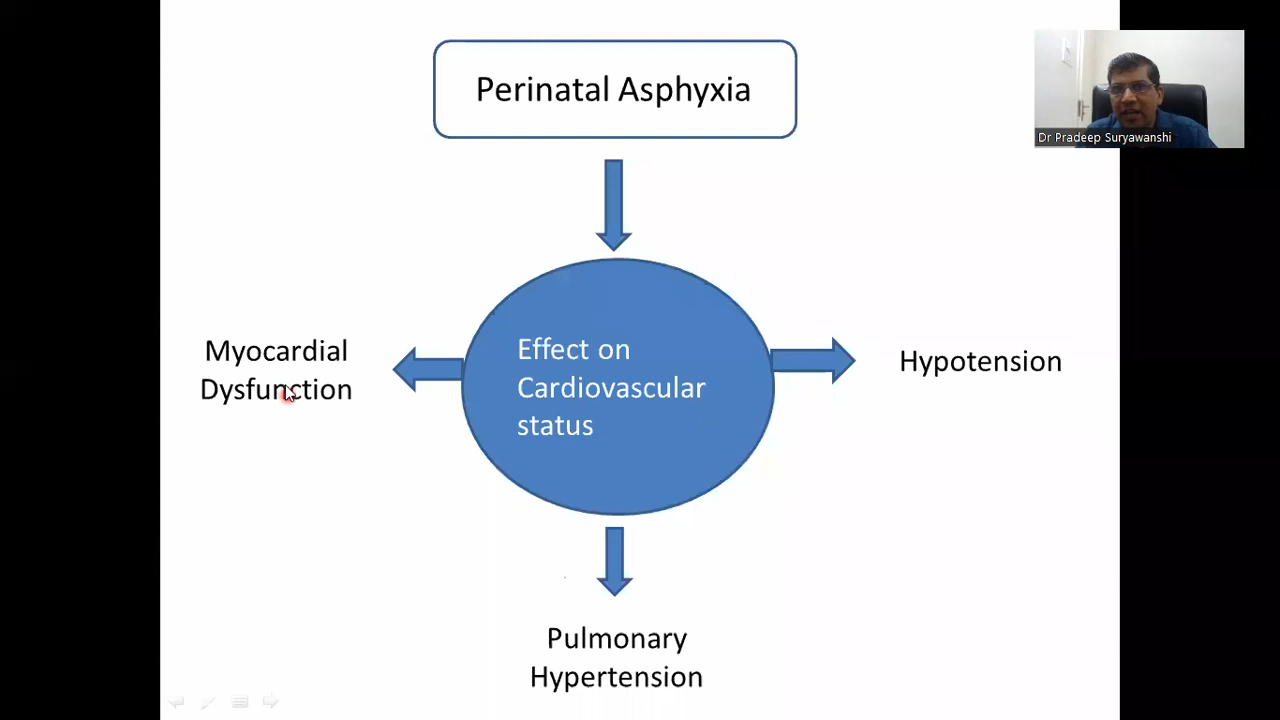 Perinatal Asphyxia
Dr Pradeep Suryawanshi
Effect on
Cardiovascular
status
Myocardial
Dysfunction
Hypotension
Pulmonary
Hypertension